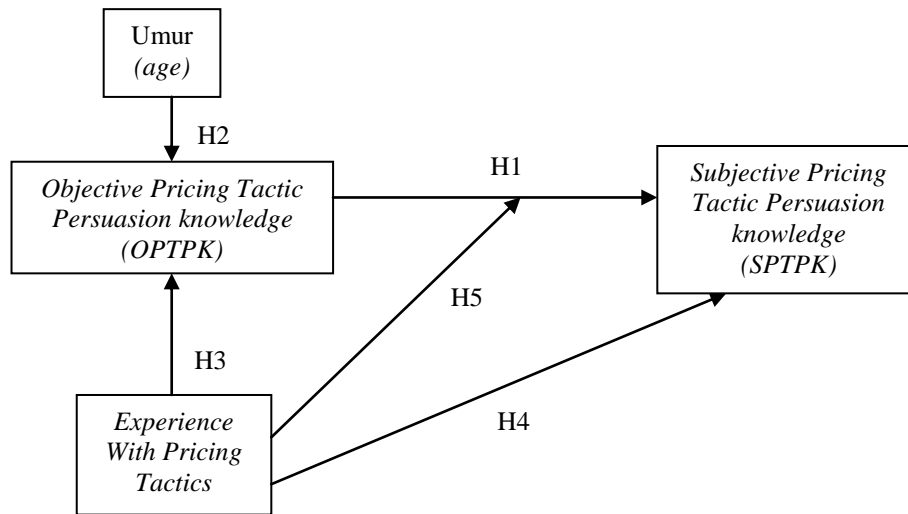 Umur
(age)
H2
H1
Objective Pricing Tactic
Persuasion knowledge
(OPTPK)
Subjective Pricing
Tactic Persuasion
knowledge
(SPTPK)
H5
H3
H4
Experience
With Pricing
Tactics